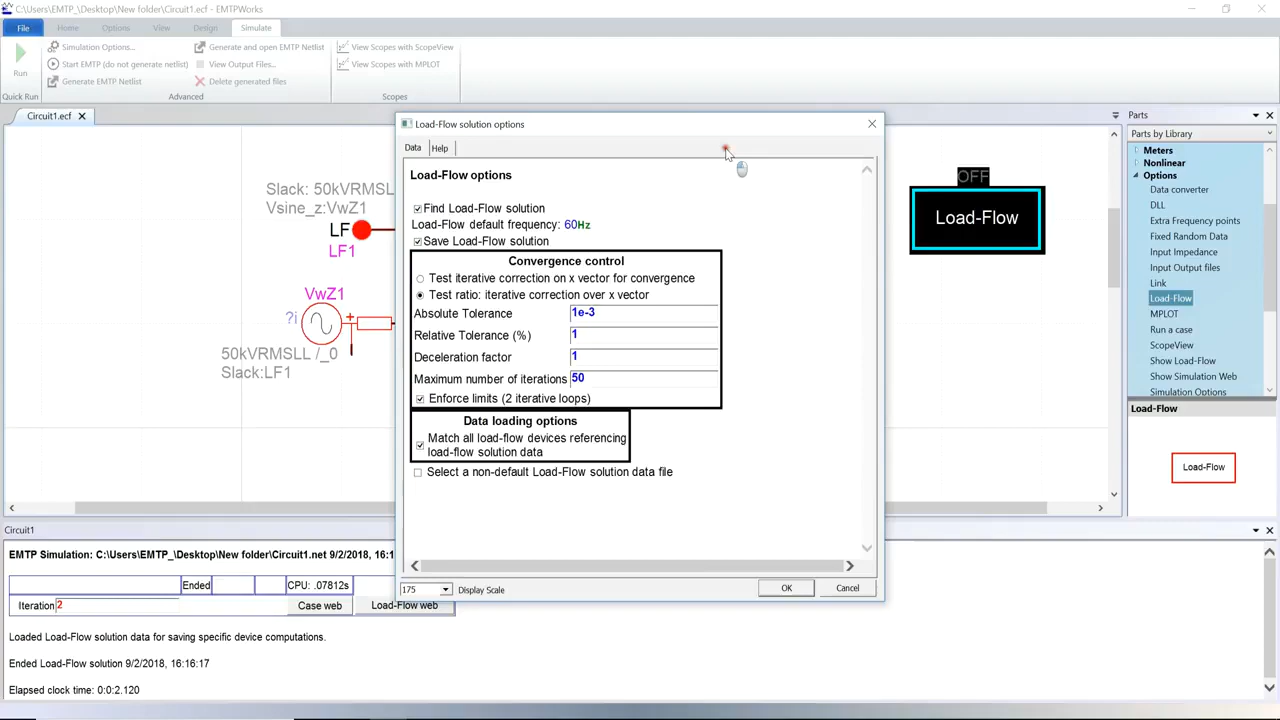 C:\Users\EMTP_\Desktop\New folder\Circuit1.ecf - EMTPWorks
File Home Options View Design Simulate
Run
Quick Run
Simulation Options...
Start EMTP (do not generate netlist)
Generate EMTP Netlist
Generate and open EMTP Netlist
View Output Files...
Delete generated files
Advanced
View Scopes with ScopeView
View Scopes with MPLOT
Scopes
Circuit1.ecf
Slack: 50kVRMSL
Vsine_z:VwZ1
LF
LF1
VwZ1
?i
+
50kVRMSLL /_0
Slack:LF1
Load-Flow solution options
Data Help
Load-Flow options
Find Load-Flow solution
Load-Flow default frequency: 60Hz
Save Load-Flow solution
Convergence control
Test iterative correction on x vector for convergence
Test ratio: iterative correction over x vector
Absolute Tolerance 1e-3
Relative Tolerance (%) 1
Deceleration factor 1
Maximum number of iterations 50
Enforce limits (2 iterative loops)
Data loading options
Match all load-flow devices referencing
load-flow solution data
Select a non-default Load-Flow solution data file
175 Display Scale OK Cancel
OFF
Load-Flow
Parts
Parts by Library
Meters
Nonlinear
Options
Data converter
DLL
Extra Frequency points
Fixed Random Data
Input Impedance
Input Output files
Link
Load-Flow
MPLOT
Run a case
ScopeView
Show Load-Flow
Show Simulation Web
Simulation Options
Load-Flow
Load-Flow
Circuit1
EMTP Simulation: C:\Users\EMTP_\Desktop\New folder\Circuit1.net 9/2/2018, 16:1
Ended CPU: .07812s
Iteration 2 Case web Load-Flow web
Loaded Load-Flow solution data for saving specific device computations.
Ended Load-Flow solution 9/2/2018, 16:16:17
Elapsed clock time: 0:0:2.120